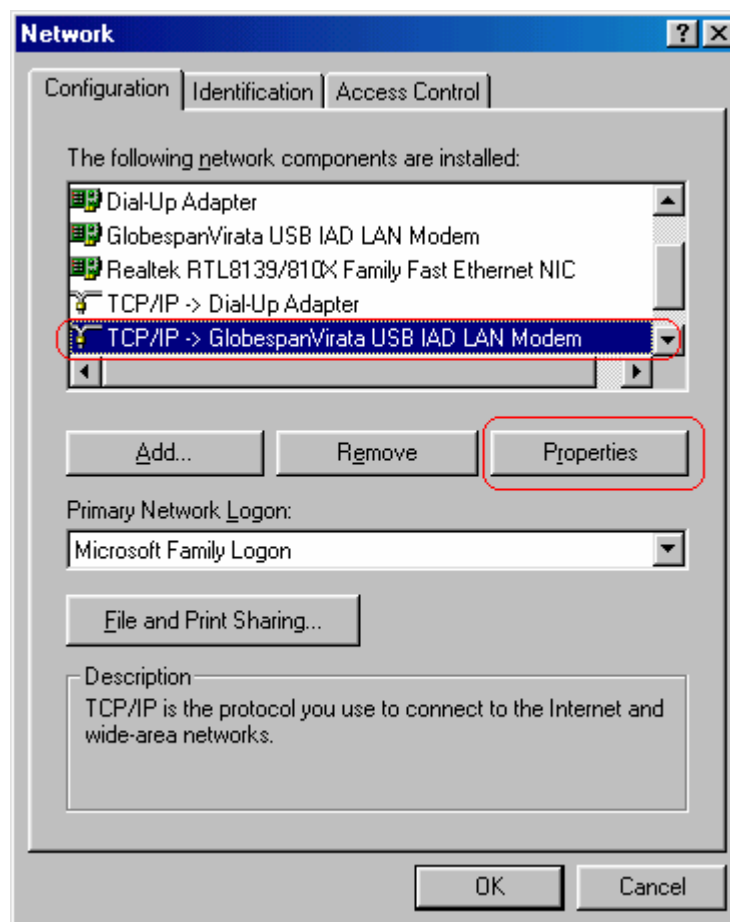 Network
Configuration Identification Access Control
The following network components are installed:
Dial-Up Adapter
GlobespanVirata USB IAD LAN Modem
Realtek RTL8139/810X Family Fast Ethernet NIC
TCP/IP -> Dial-Up Adapter
TCP/IP -> GlobespanVirata USB IAD LAN Modem
Add... Remove Properties
Primary Network Logon:
Microsoft Family Logon
File and Print Sharing...
Description
TCP/IP is the protocol you use to connect to the Internet and
wide-area networks.
OK Cancel